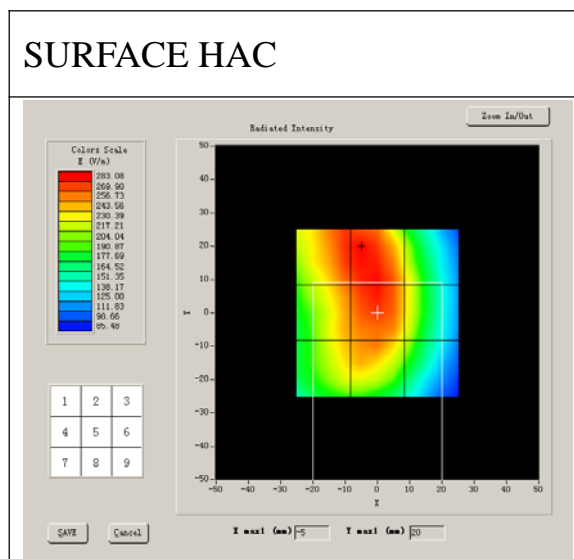 SURFACE HAC
Zoom In/Out
Radiated Intensity
Colors Scale
E (V/m)
283.08
269.90
256.73
243.56
230.39
217.21
204.04
190.87
177.69
164.52
151.35
138.17
125.00
111.83
98.66
85.48
50
40
30
20
10
0
-10
-20
-30
-40
-50
Y
-50 -40 -30 -20 -10 0 10 20 30 40 50
X
1 2 3
4 5 6
7 8 9
SAVE Cancel
X max1 (mm) -5 Y max1 (mm) 20